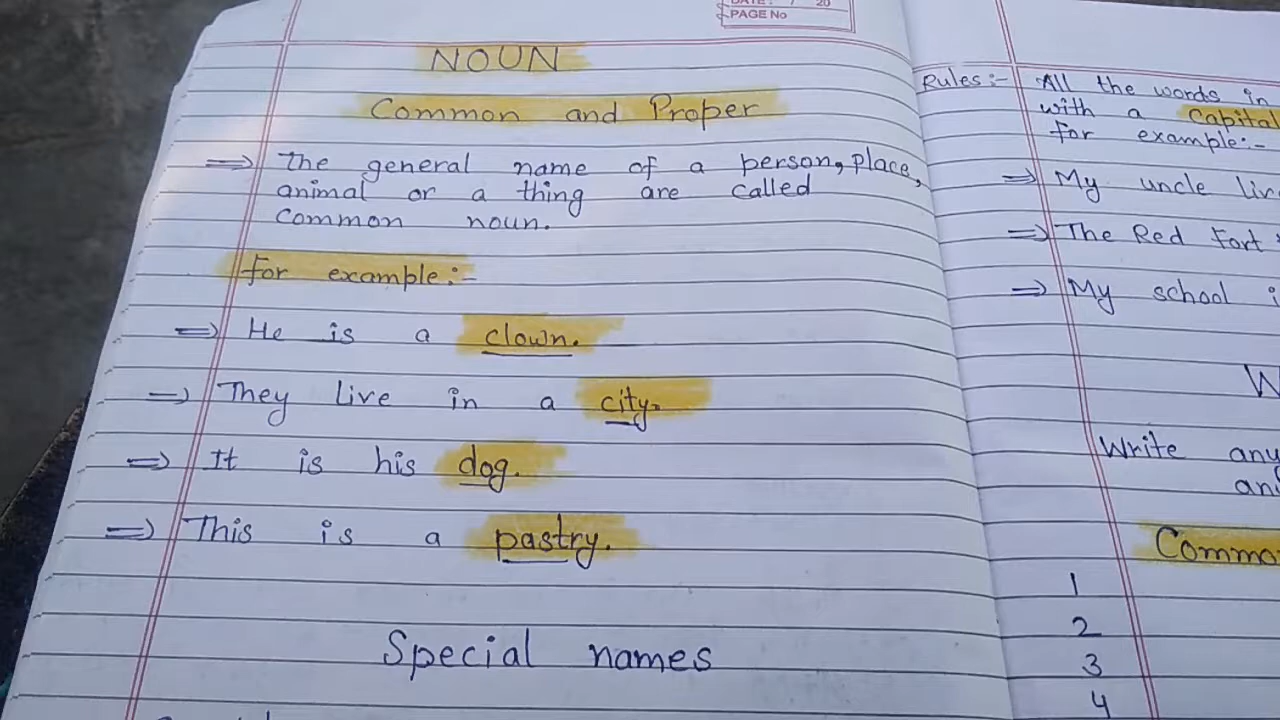 PAGE No
NOUN
Common and Proper
⇒ the general name of a person, place,
animal or a thing are called
common noun.
for example:-
⇒ He is a clown.
⇒ They live in a city.
⇒ It is his dog.
⇒ This is a pastry.
Special names
Rules:- All the words in
with a Capital
for example:-
⇒ My uncle
⇒ The Red Fort
⇒ My school
Write any
1
2
3
4